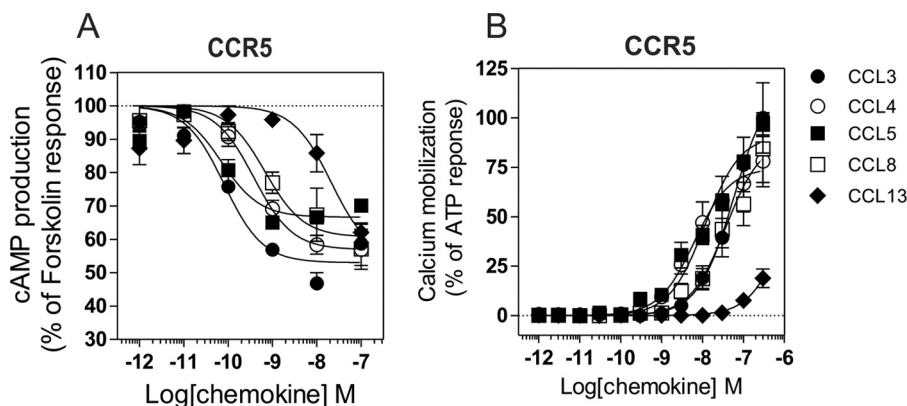 A
CCR5
cAMP production
(% of Forskolin response)
110
100
90
80
70
60
50
40
30
-12 -11 -10 -9 -8 -7
Log[chemokine] M
B
CCR5
Calcium mobilization
(% of ATP reponse)
125
100
75
50
25
0
-12 -11 -10 -9 -8 -7 -6
Log[chemokine] M
CCL3
CCL4
CCL5
CCL8
CCL13